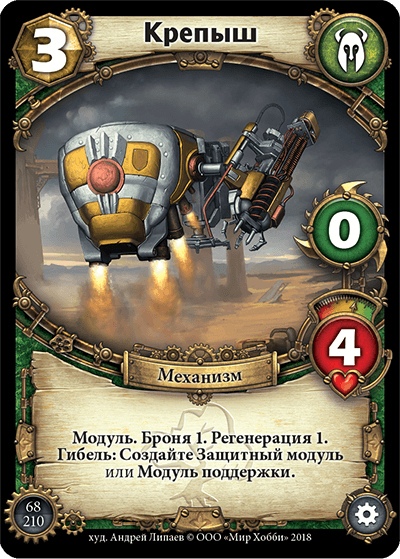 3
Крепыш
0
4
Механизм
Модуль. Броня 1. Регенерация 1.
Гибель: Создайте Защитный модуль
или Модуль поддержки.
68
210
худ. Андрей Липаев © ООО «Мир Хобби» 2018